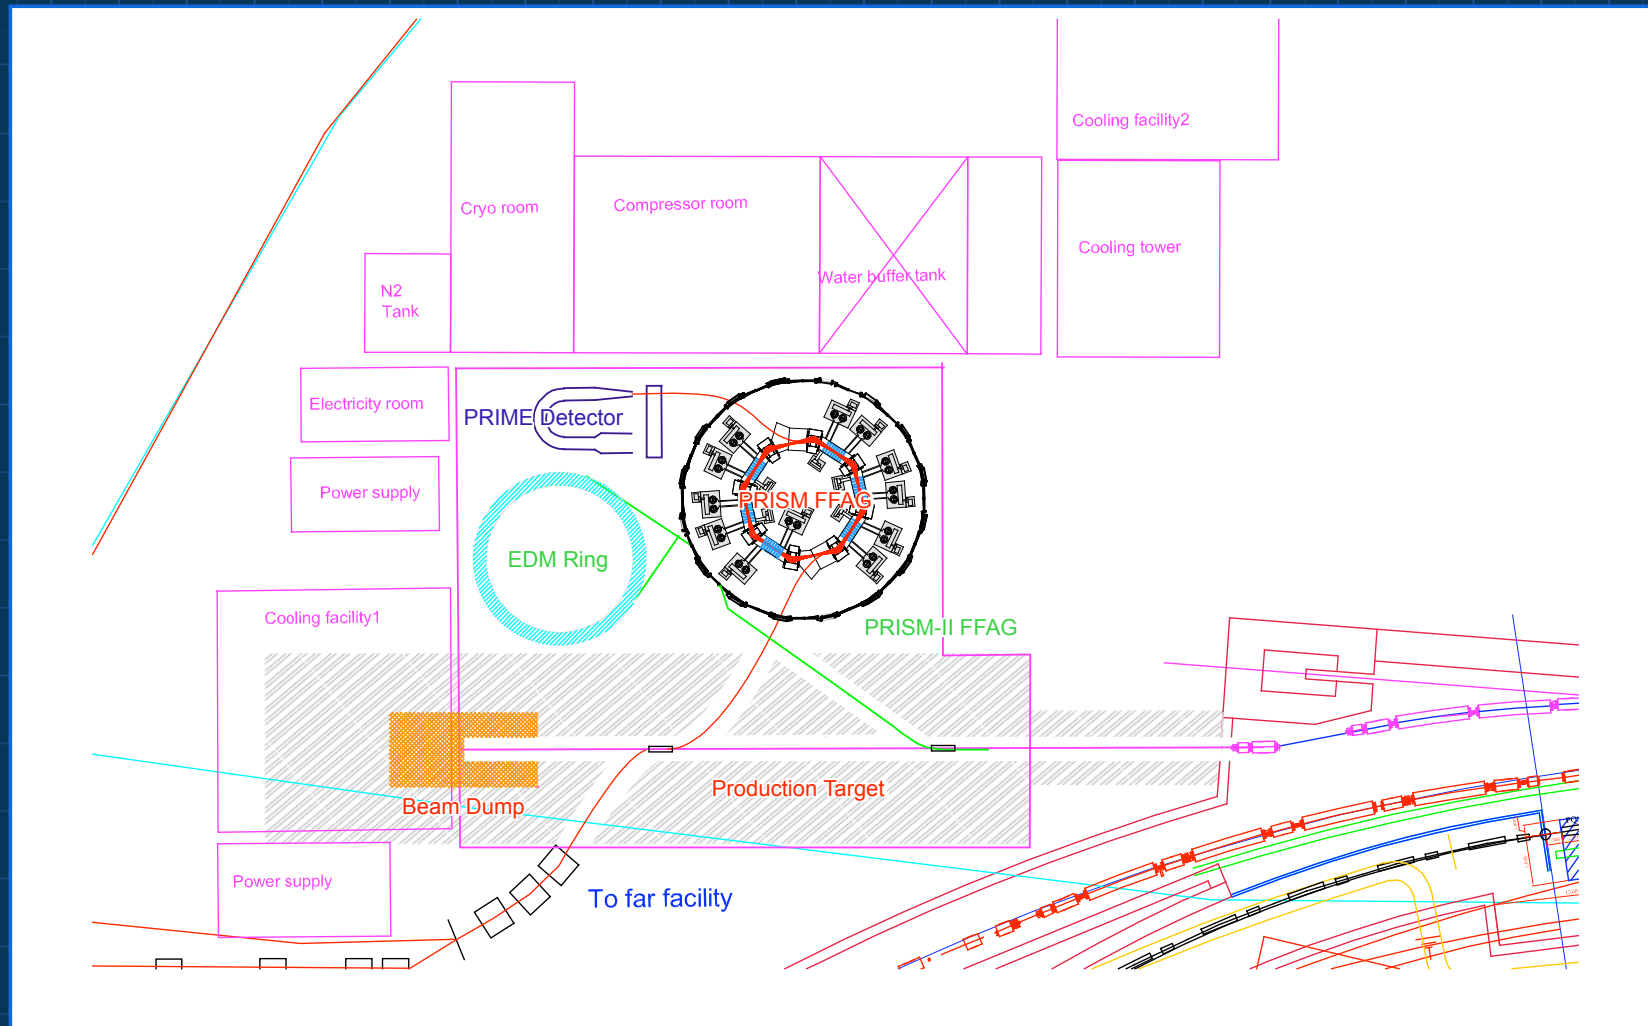 Cooling facility2
Cryo room
Compressor room
Cooling tower
Water buffer tank
N2
Tank
Electricity room
PRIME Detector
Power supply
PRISM FFAG
EDM Ring
Cooling facility1
PRISM-II FFAG
Production Target
Beam Dump
Power supply
To far facility